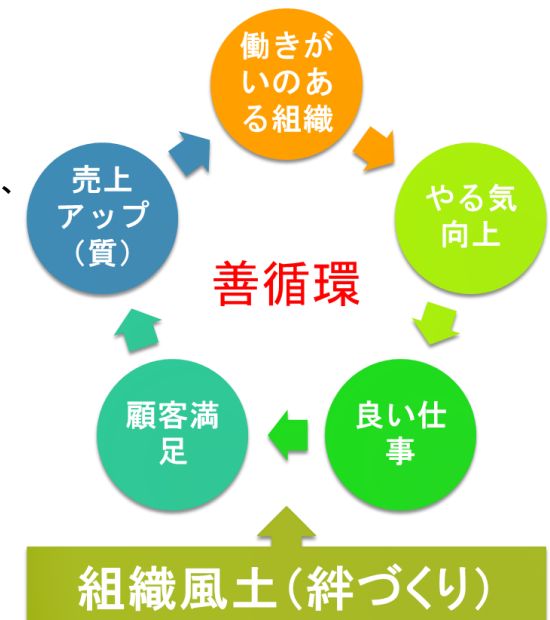 働きが
いのあ
る組織
やる気
向上
良い仕
事
顧客満
足
売上
アップ
（質）
、
善循環
組織風土（絆づくり）